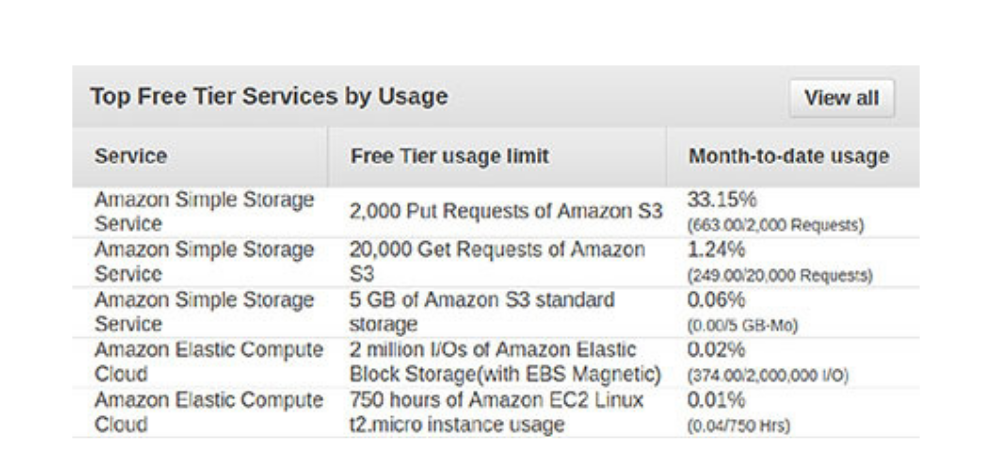 Top Free Tier Services by Usage
View all
Service
Free Tier usage limit
Month-to-date usage
Amazon Simple Storage
Service
2,000 Put Requests of Amazon S3
33.15%
(663.00/2,000 Requests)
Amazon Simple Storage
Service
20,000 Get Requests of Amazon
S3
1.24%
(249.00/20,000 Requests)
Amazon Simple Storage
Service
5 GB of Amazon S3 standard
storage
0.06%
(0.00/5 GB-Mo)
Amazon Elastic Compute
Cloud
2 million I/Os of Amazon Elastic
Block Storage(with EBS Magnetic)
0.02%
(374.00/2,000,000 I/O)
Amazon Elastic Compute
Cloud
750 hours of Amazon EC2 Linux
t2.micro instance usage
0.01%
(0.04/750 Hrs)